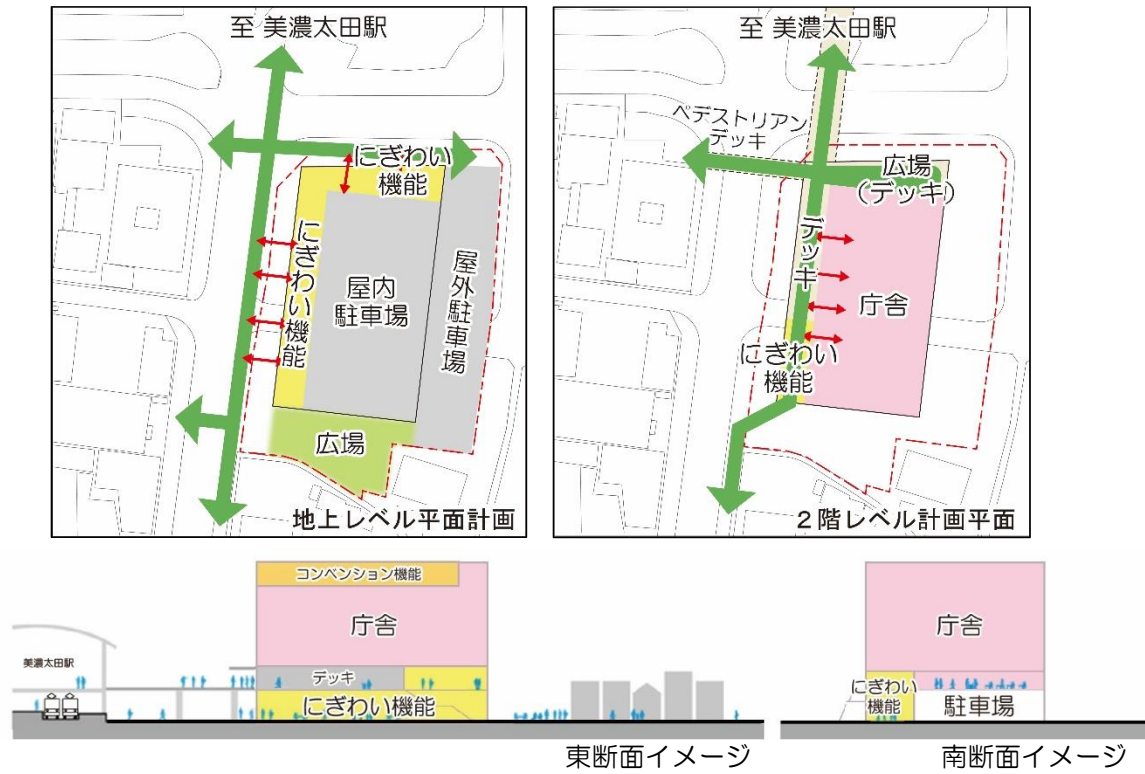 至 美濃太田駅
にぎわい
機能
にぎわい機能
屋内
駐車場
屋外駐車場
広場
地上レベル平面計画
至 美濃太田駅
ペデストリアン
デッキ
広場
(デッキ)
デッキ
庁舎
にぎわい
機能
2階レベル計画平面
コンベンション機能
庁舎
美濃太田駅
デッキ
にぎわい機能
東断面イメージ
庁舎
にぎわい
機能
駐車場
南断面イメージ